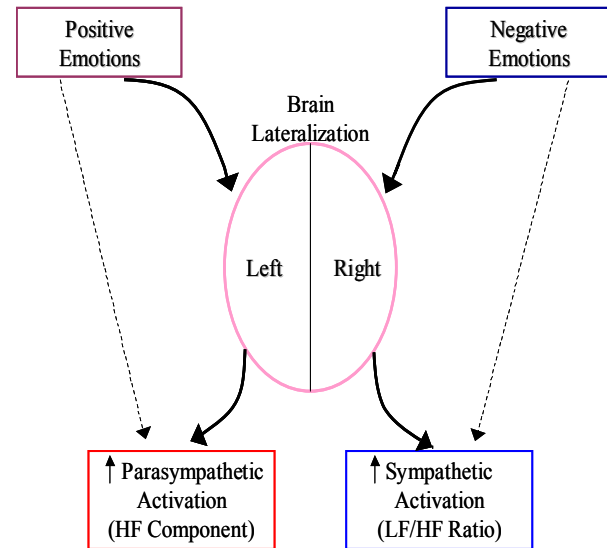 Positive
Emotions
Negative
Emotions
Brain
Lateralization
Left
Right
↑ Parasympathetic
Activation
(HF Component)
↑ Sympathetic
Activation
(LF/HF Ratio)